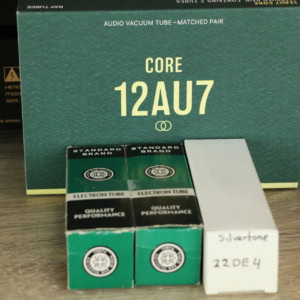 AUDIO VACUUM TUBE – MATCHED PAIR
CORE
12AU7
STANDARD
BRAND
ELECTRON TUBE
QUALITY
PERFORMANCE
STANDARD
BRAND
ELECTRON TUBE
QUALITY
PERFORMANCE
Silvertone
22DE4